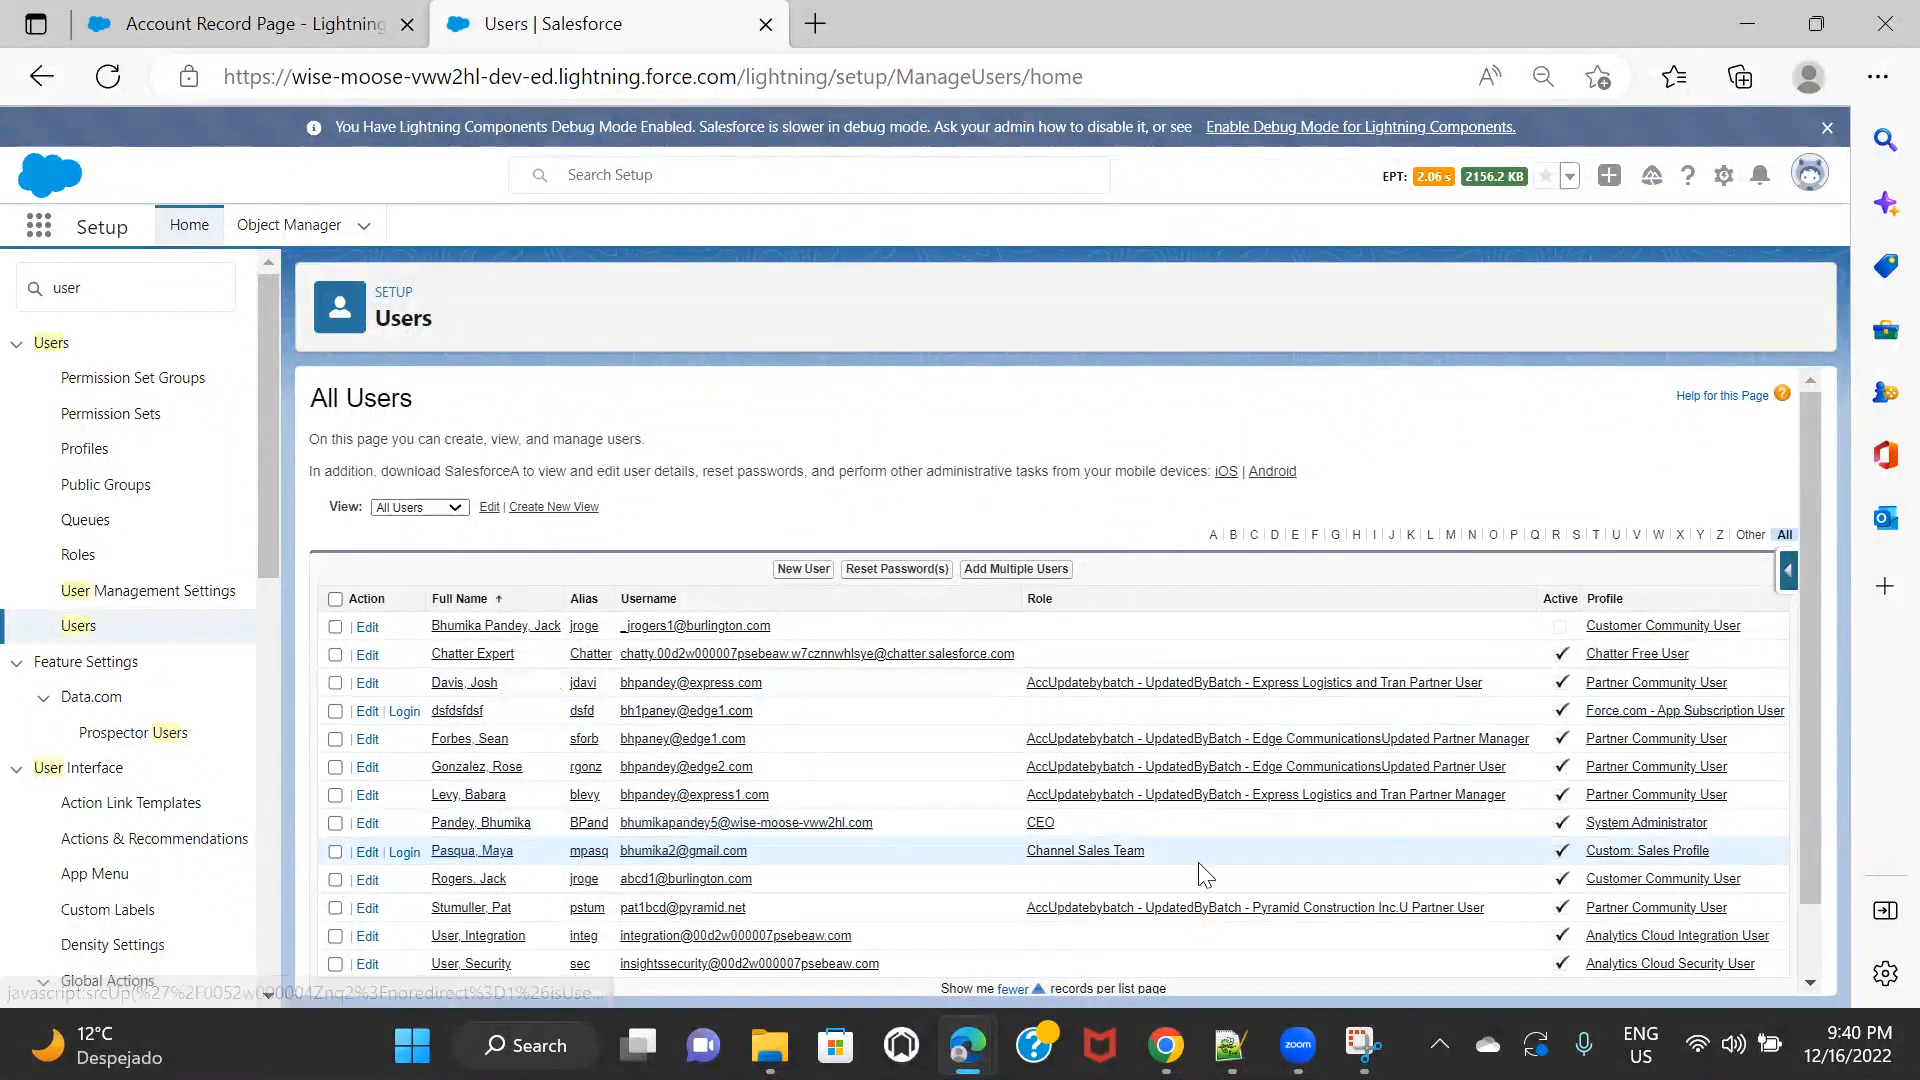 Account Record Page - Lightning
Users | Salesforce
https://wise-moose-vww2hl-dev-ed.lightning.force.com/lightning/setup/ManageUsers/home
You Have Lightning Components Debug Mode Enabled. Salesforce is slower in debug mode. Ask your admin how to disable it, or see Enable Debug Mode for Lightning Components.
Search Setup
EPT: 2.06 s 2156.2 KB
Setup Home Object Manager
user
Users
Permission Set Groups
Permission Sets
Profiles
Public Groups
Queues
Roles
User Management Settings
Users
Feature Settings
Data.com
Prospector Users
User Interface
Action Link Templates
Actions & Recommendations
App Menu
Custom Labels
Density Settings
Global Actions
SETUP
Users
All Users
Help for this Page ?
On this page you can create, view, and manage users.
In addition, download SalesforceA to view and edit user details, reset passwords, and perform other administrative tasks from your mobile devices: iOS | Android
View: All Users Edit | Create New View
A | B | C | D | E | F | G | H | I | J | K | L | M | N | O | P | Q | R | S | T | U | V | W | X | Y | Z | Other All
New User Reset Password(s) Add Multiple Users
Action Full Name ↑ Alias Username Role Active Profile
| Edit Bhumika Pandey, Jack jroge _jrogers1@burlington.com Customer Community User
| Edit Chatter Expert Chatter chatty.00d2w000007psebeaw.w7cznnwhlsye@chatter.salesforce.com ✓ Chatter Free User
| Edit Davis, Josh jdavi bhpandey@express.com AccUpdatebybatch - UpdatedByBatch - Express Logistics and Tran Partner User ✓ Partner Community User
| Edit | Login dsfdsfdsf dsfd bh1paney@edge1.com ✓ Force.com - App Subscription User
| Edit Forbes, Sean sforb bhpaney@edge1.com AccUpdatebybatch - UpdatedByBatch - Edge CommunicationsUpdated Partner Manager ✓ Partner Community User
| Edit Gonzalez, Rose rgonz bhpandey@edge2.com AccUpdatebybatch - UpdatedByBatch - Edge CommunicationsUpdated Partner User ✓ Partner Community User
| Edit Levy, Babara blevy bhpandey@express1.com AccUpdatebybatch - UpdatedByBatch - Express Logistics and Tran Partner Manager ✓ Partner Community User
| Edit Pandey, Bhumika BPand bhumikapandey5@wise-moose-vww2hl.com CEO ✓ System Administrator
| Edit | Login Pasqua, Maya mpasq bhumika2@gmail.com Channel Sales Team ✓ Custom: Sales Profile
| Edit Rogers, Jack jroge abcd1@burlington.com ✓ Customer Community User
| Edit Stumuller, Pat pstum pat1bcd@pyramid.net AccUpdatebybatch - UpdatedByBatch - Pyramid Construction Inc.U Partner User ✓ Partner Community User
| Edit User, Integration integ integration@00d2w000007psebeaw.com ✓ Analytics Cloud Integration User
| Edit User, Security sec insightssecurity@00d2w000007psebeaw.com ✓ Analytics Cloud Security User
Show me fewer ▲ records per list page
javascript:srcUp(%27%2F0052w000004Znq2%3Fnoredirect%3D1%26isUse...
12°C
Despejado
Search
zoom
ENG
US
9:40 PM
12/16/2022